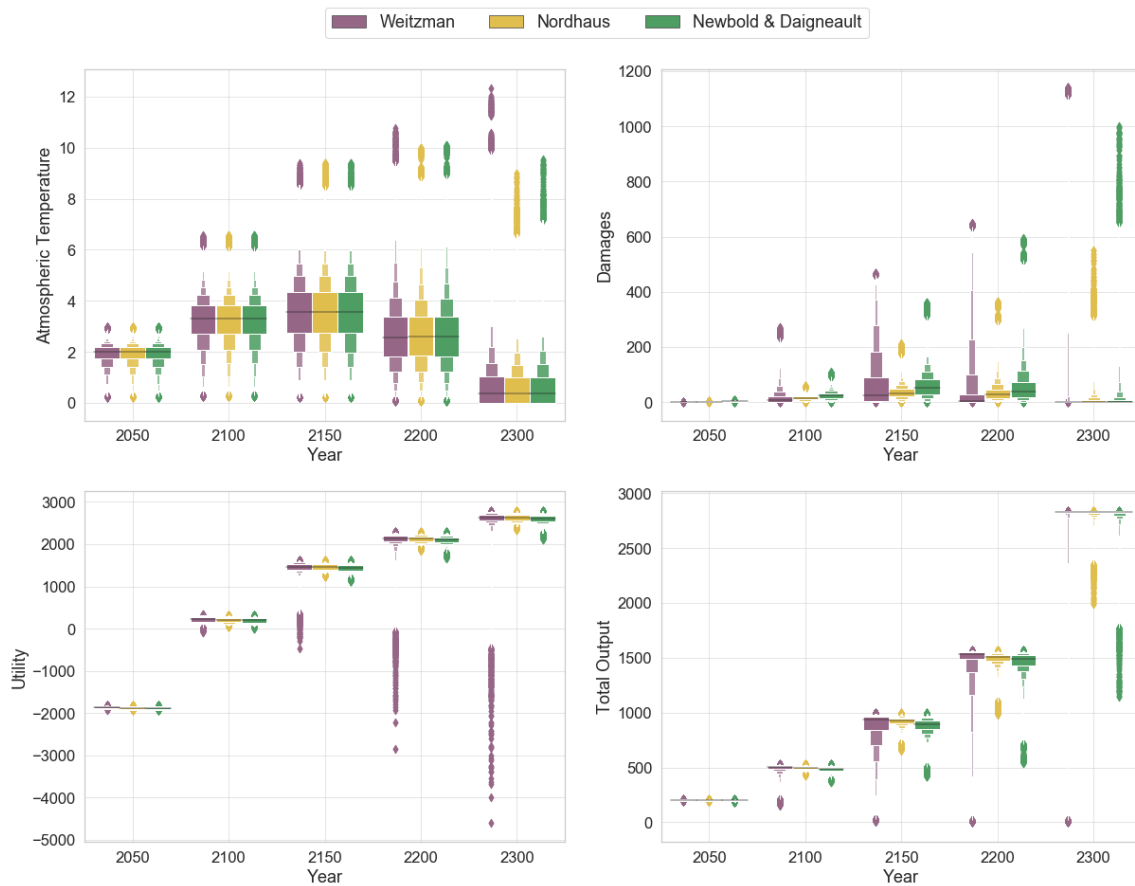 Weitzman Nordhaus Newbold & Daigneault
12
10
8
6
4
2
0
Atmospheric Temperature
2050 2100 2150 2200 2300
Year
1200
1000
800
600
400
200
0
Damages
2050 2100 2150 2200 2300
Year
3000
2000
1000
0
−1000
−2000
−3000
−4000
−5000
Utility
2050 2100 2150 2200 2300
Year
3000
2500
2000
1500
1000
500
0
Total Output
2050 2100 2150 2200 2300
Year